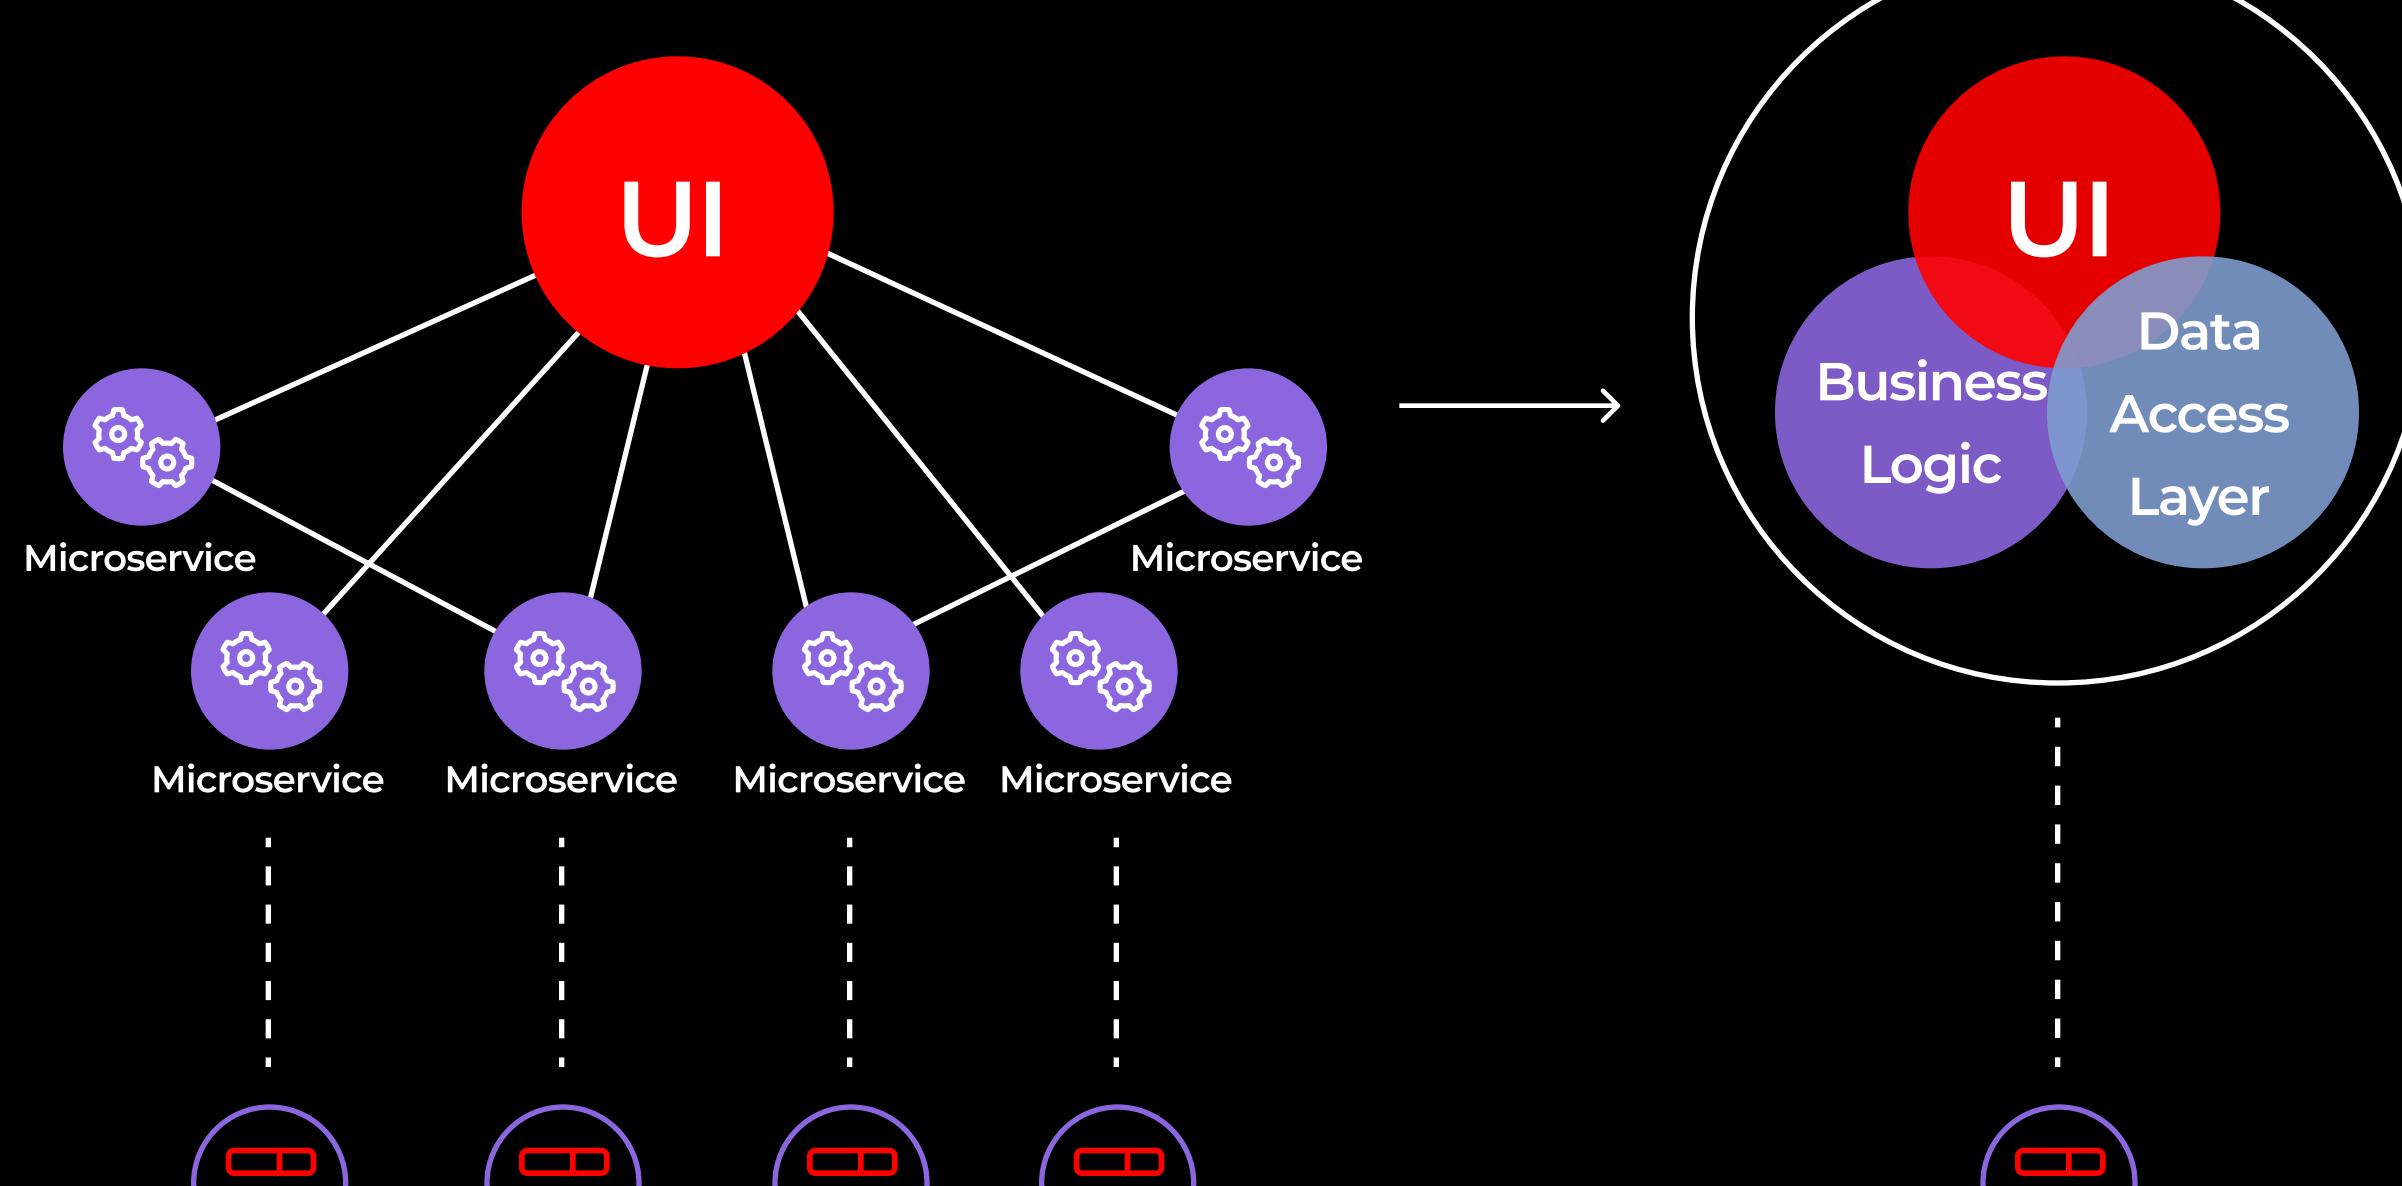 UI
Microservice
Microservice
Microservice
Microservice
Microservice
Microservice
UI
Business
Logic
Data
Access
Layer